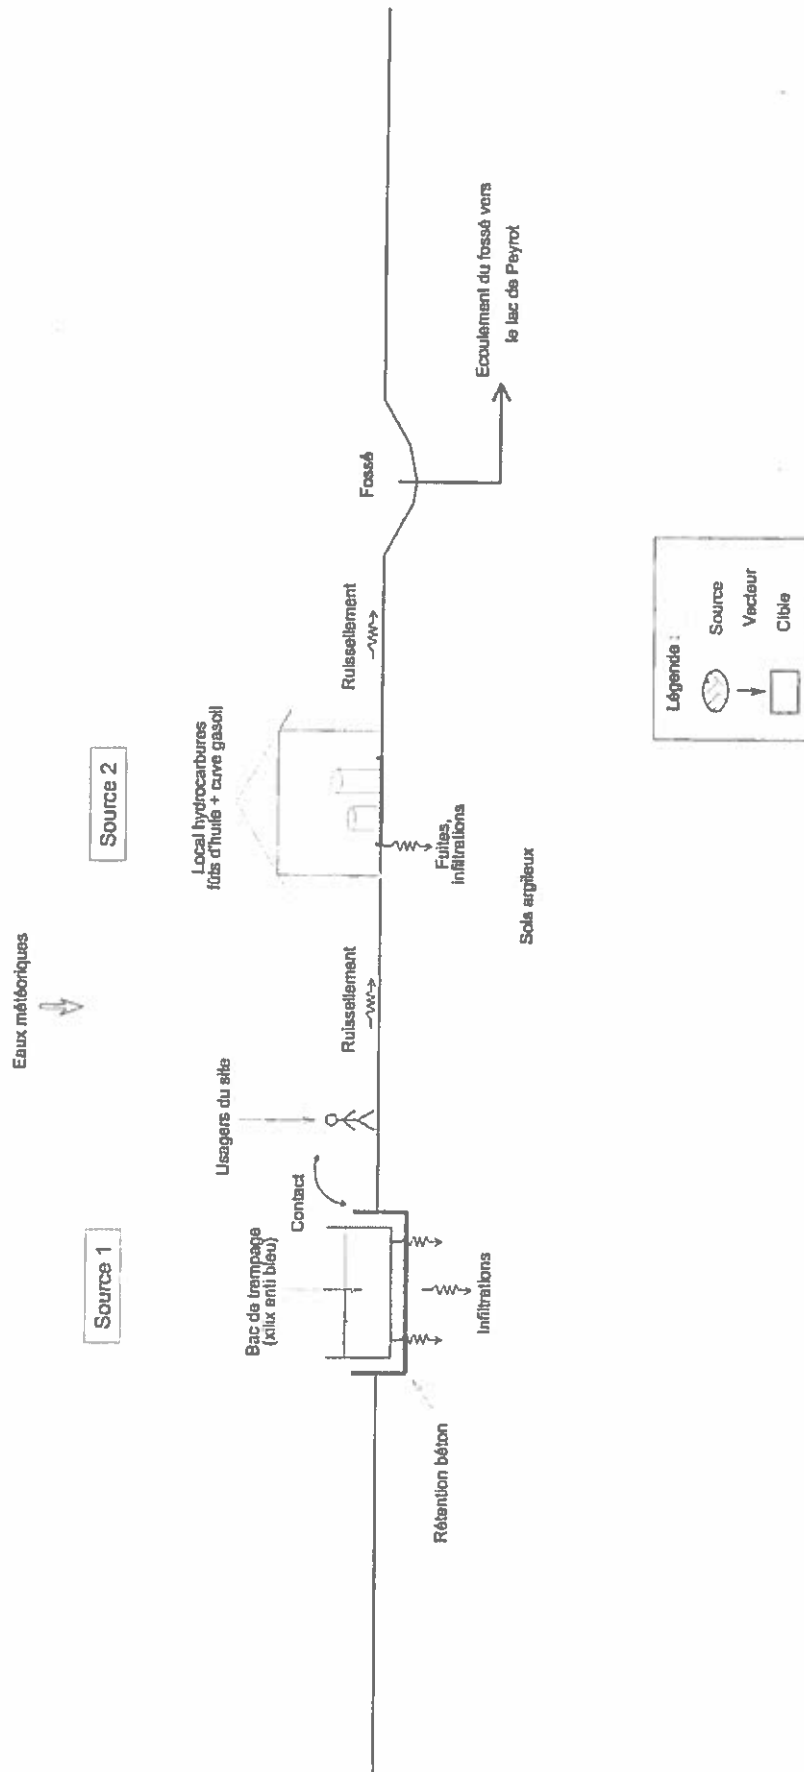 Eaux météoriques
Source 1
Source 2
Bac de trempage
(xilix anti bleu)
Contact
Usagers du site
Ruissellement
Local hydrocarbures
fûts d'huile + cuve gasoil
Ruissellement
Fossé
Rétention béton
Infiltrations
Fuites,
infiltrations
Sols argileux
Ecoulement du fossé vers
le lac de Peyrot
Légende :
Source
Vecteur
Cible